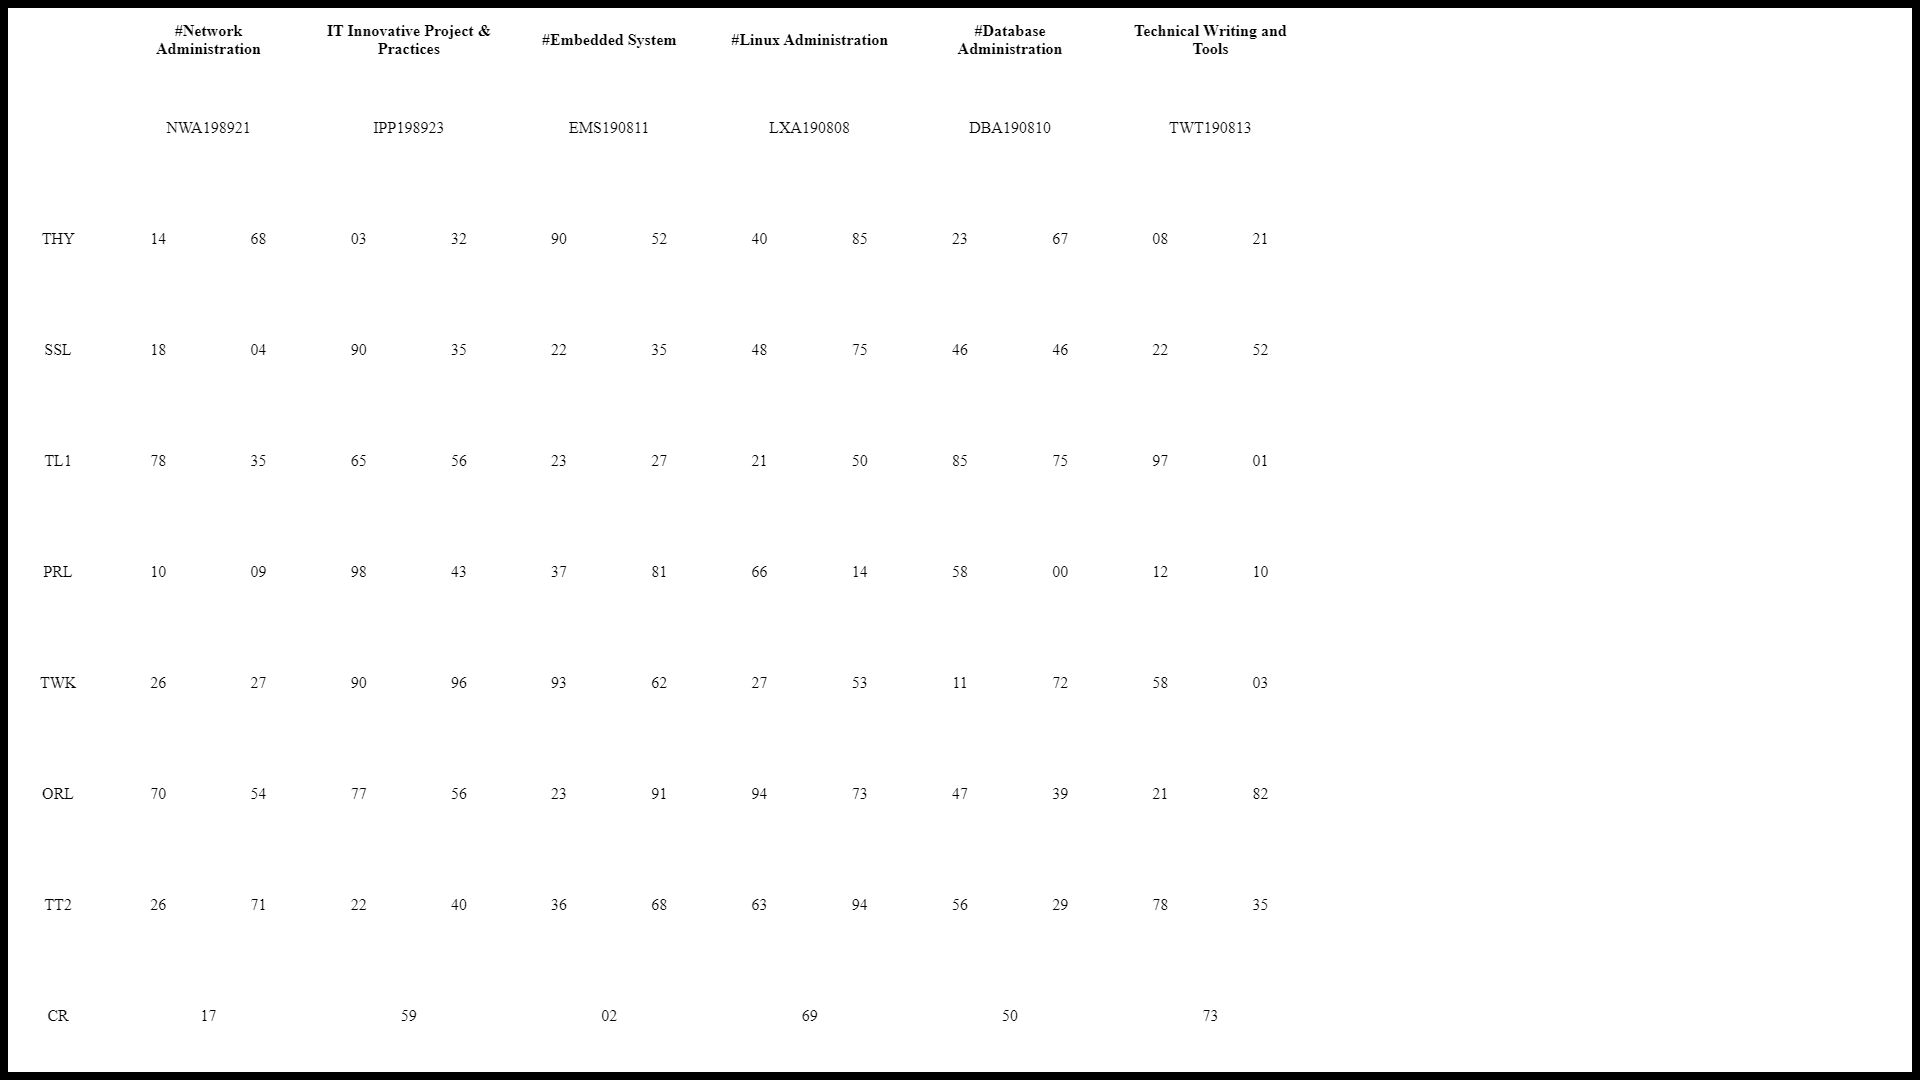 #Network Administration IT Innovative Project & Practices #Embedded System #Linux Administration #Database Administration Technical Writing and Tools
NWA198921 IPP198923 EMS190811 LXA190808 DBA190810 TWT190813
THY 14 68 03 32 90 52 40 85 23 67 08 21
SSL 18 04 90 35 22 35 48 75 46 46 22 52
TL1 78 35 65 56 23 27 21 50 85 75 97 01
PRL 10 09 98 43 37 81 66 14 58 00 12 10
TWK 26 27 90 96 93 62 27 53 11 72 58 03
ORL 70 54 77 56 23 91 94 73 47 39 21 82
TT2 26 71 22 40 36 68 63 94 56 29 78 35
CR 17 59 02 69 50 73